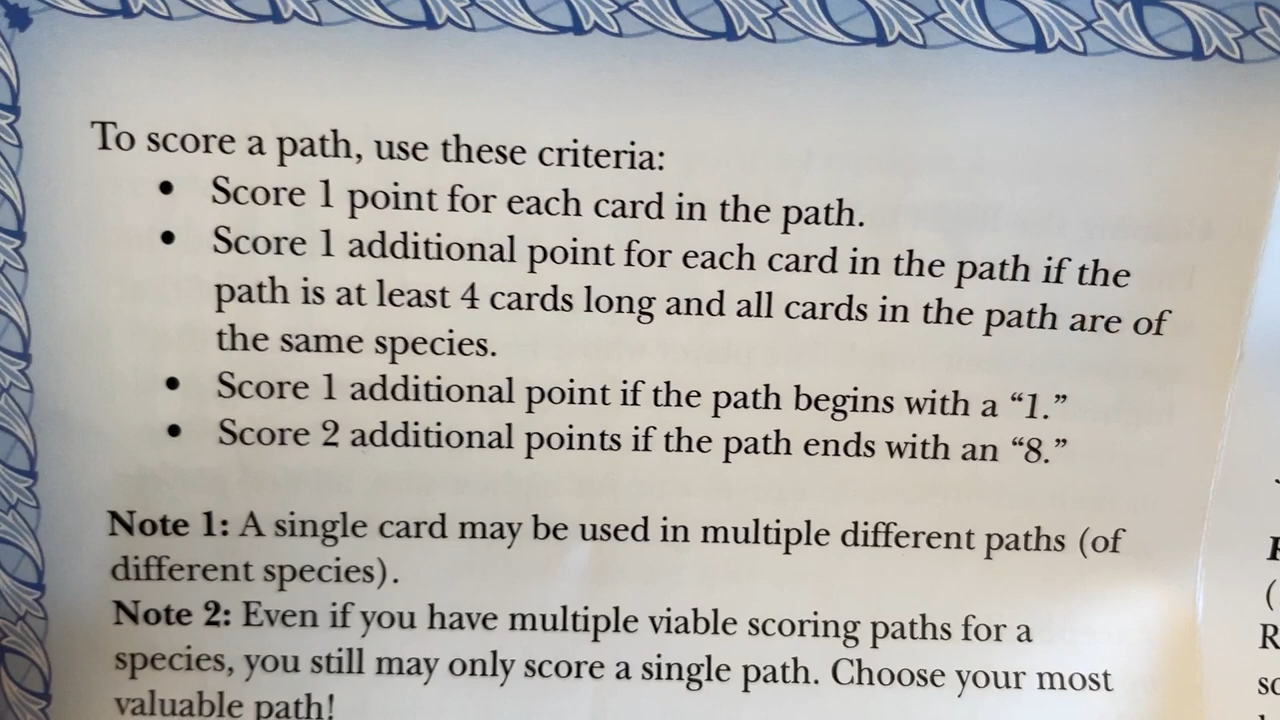 To score a path, use these criteria:
• Score 1 point for each card in the path.
• Score 1 additional point for each card in the path if the
path is at least 4 cards long and all cards in the path are of
the same species.
• Score 1 additional point if the path begins with a “1.”
• Score 2 additional points if the path ends with an “8.”
Note 1: A single card may be used in multiple different paths (of
different species).
Note 2: Even if you have multiple viable scoring paths for a
species, you still may only score a single path. Choose your most
valuable path!